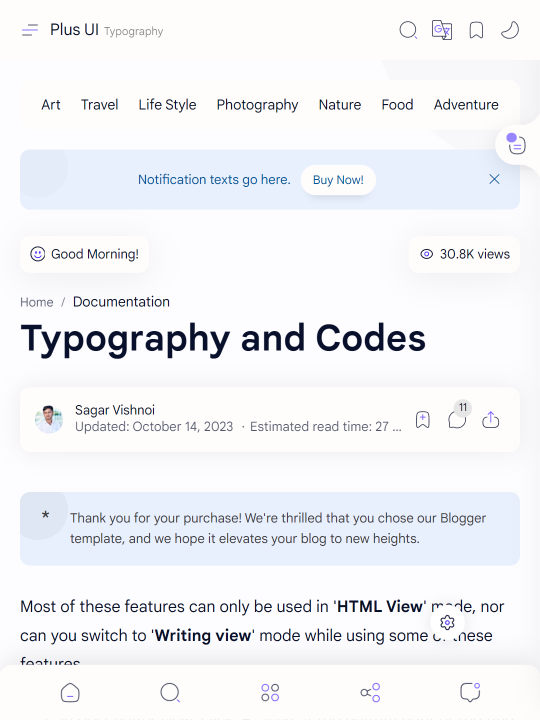 Plus UI Typography
Art Travel Life Style Photography Nature Food Adventure
Notification texts go here. Buy Now!
Good Morning! 30.8K views
Home / Documentation
Typography and Codes
Sagar Vishnoi
11
Updated: October 14, 2023 · Estimated read time: 27 ...
* Thank you for your purchase! We're thrilled that you chose our Blogger
template, and we hope it elevates your blog to new heights.
Most of these features can only be used in 'HTML View' mode, nor
can you switch to 'Writing view' mode while using some of these
features